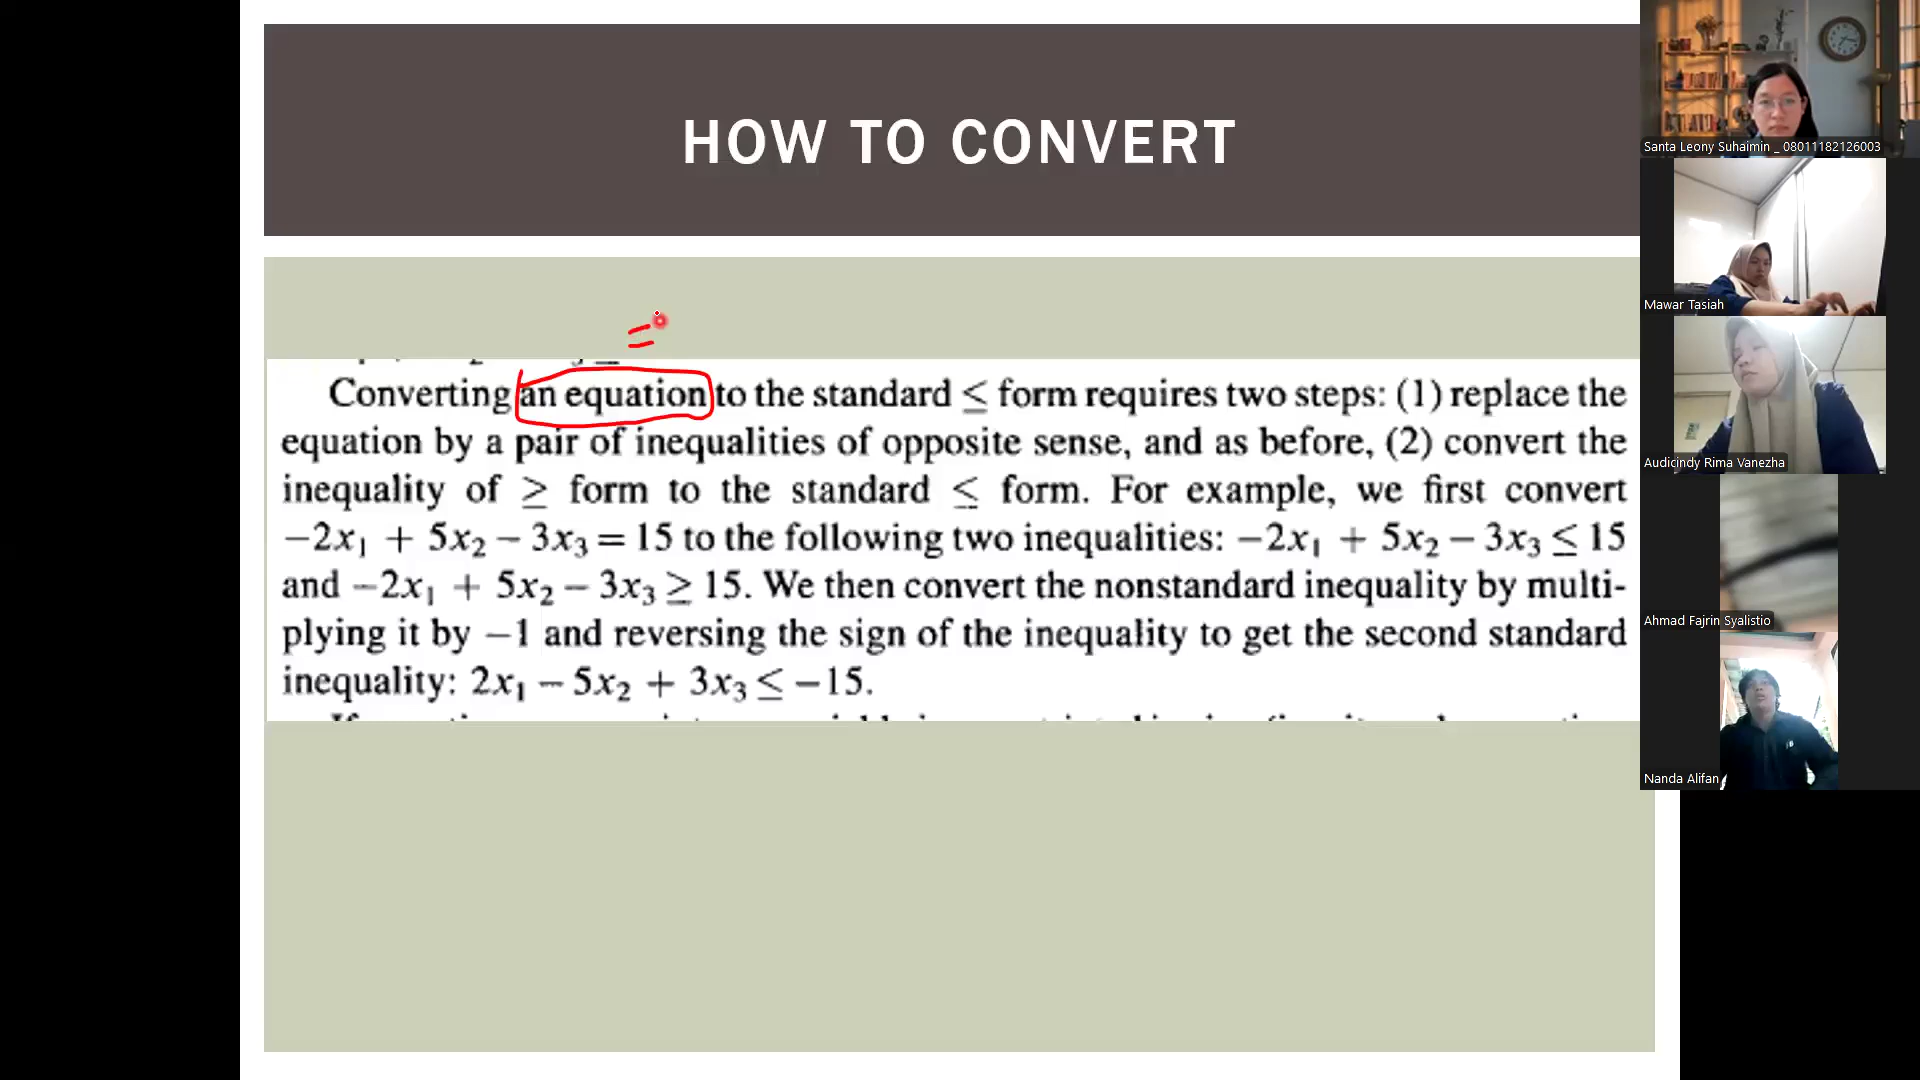 HOW TO CONVERT
=
Converting an equation to the standard ≤ form requires two steps: (1) replace the
equation by a pair of inequalities of opposite sense, and as before, (2) convert the
inequality of ≥ form to the standard ≤ form. For example, we first convert
−2x₁ + 5x₂ − 3x₃ = 15 to the following two inequalities: −2x₁ + 5x₂ − 3x₃ ≤ 15
and −2x₁ + 5x₂ − 3x₃ ≥ 15. We then convert the nonstandard inequality by multi-
plying it by −1 and reversing the sign of the inequality to get the second standard
inequality: 2x₁ − 5x₂ + 3x₃ ≤ −15.
Santa Leony Suhaimin _ 08011182126003
Mawar Tasiah
Audicindy Rima Vanezha
Ahmad Fajrin Syalistio
Nanda Alifan